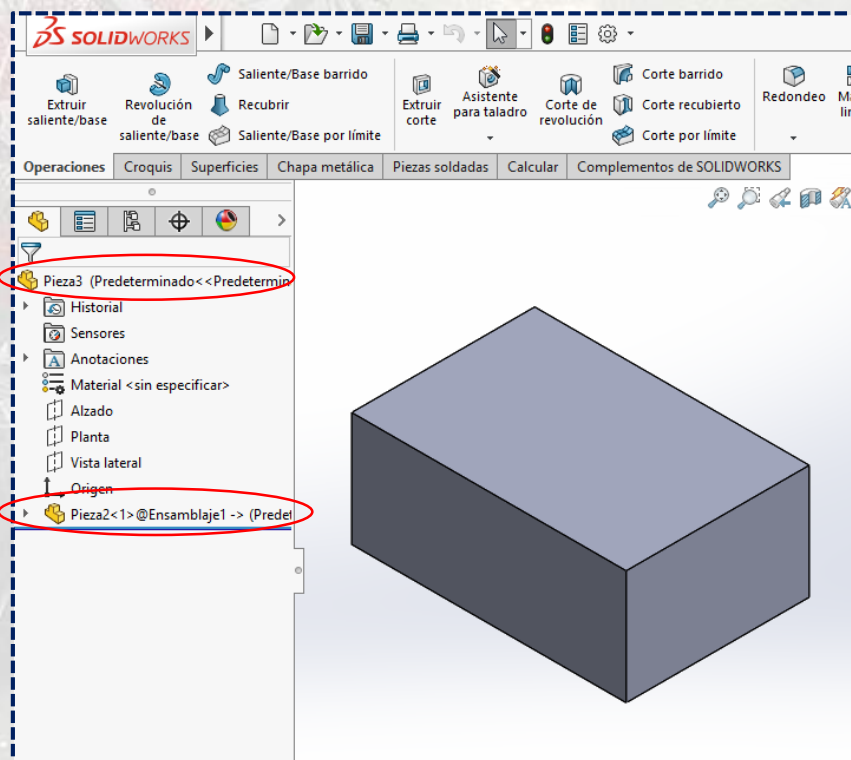 SOLIDWORKS
Extruir
saliente/base
Revolución
de
saliente/base
Saliente/Base barrido
Recubrir
Saliente/Base por límite
Extruir
corte
Asistente
para taladro
Corte de
revolución
Corte barrido
Corte recubierto
Corte por límite
Redondeo
Operaciones
Croquis
Superficies
Chapa metálica
Piezas soldadas
Calcular
Complementos de SOLIDWORKS
Pieza3 (Predeterminado<<Predetermin
Historial
Sensores
Anotaciones
Material <sin especificar>
Alzado
Planta
Vista lateral
Origen
Pieza2<1>@Ensamblaje1 -> (Predet